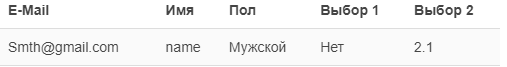 E-Mail Имя Пол Выбор 1 Выбор 2
Smth@gmail.com name Мужской Нет 2.1